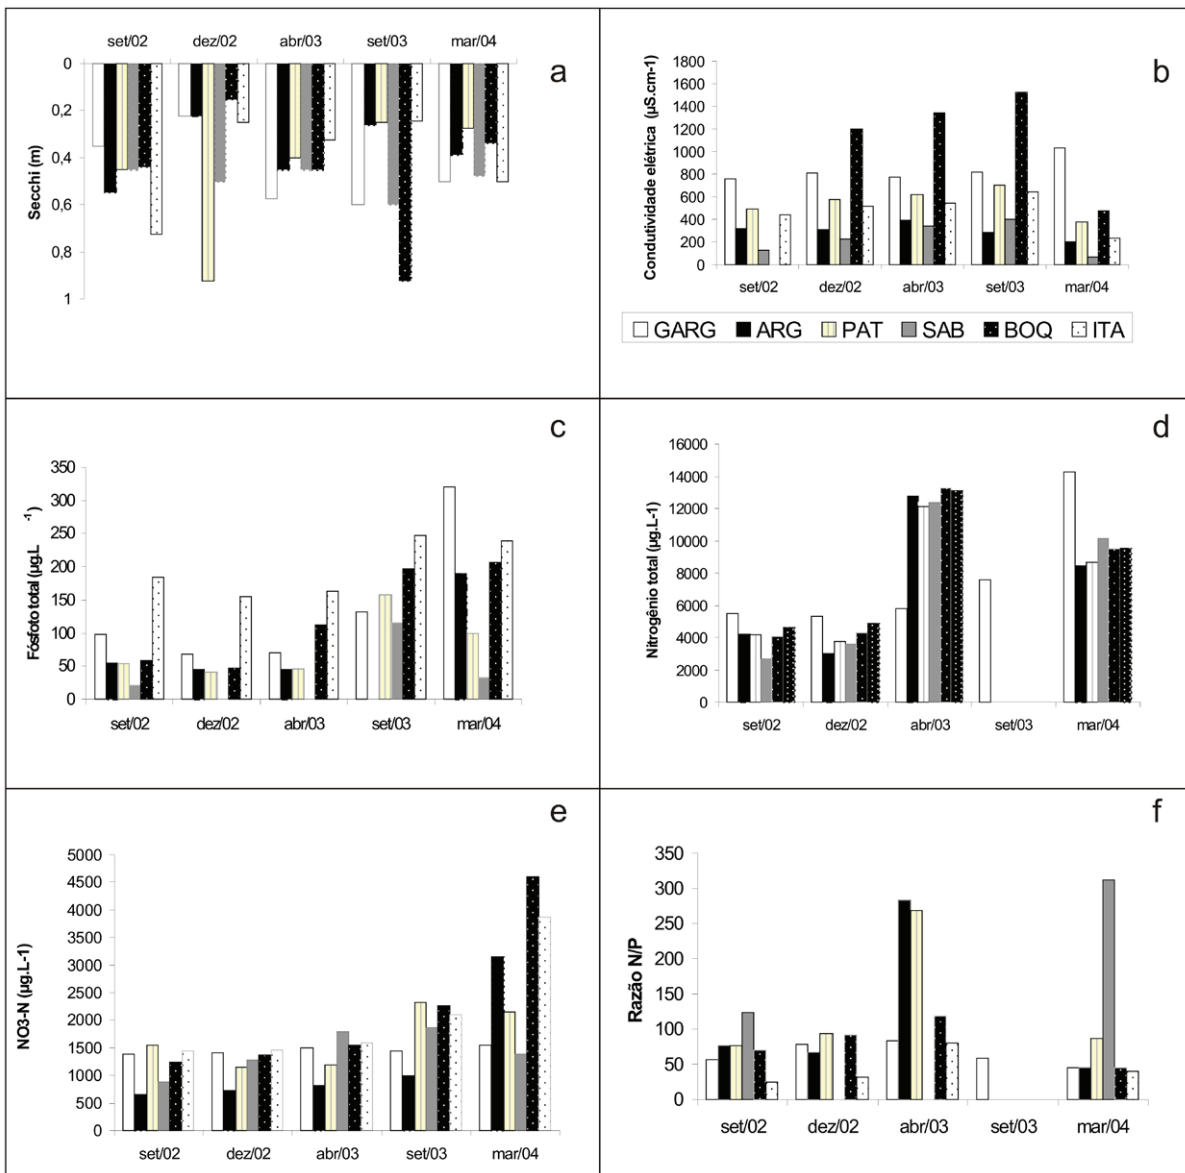 a
set/02 dez/02 abr/03 set/03 mar/04
0
0,2
0,4
0,6
0,8
1
Secchi (m)
b
1800
1600
1400
1200
1000
800
600
400
200
0
Condutividade elétrica (µS.cm-1)
set/02 dez/02 abr/03 set/03 mar/04
GARG ARG PAT SAB BOQ ITA
c
350
300
250
200
150
100
50
0
Fósfoto total (µg.L-1)
set/02 dez/02 abr/03 set/03 mar/04
d
16000
14000
12000
10000
8000
6000
4000
2000
0
Nitrogênio total (µg.L-1)
set/02 dez/02 abr/03 set/03 mar/04
e
5000
4500
4000
3500
3000
2500
2000
1500
1000
500
0
NO3-N (µg.L-1)
set/02 dez/02 abr/03 set/03 mar/04
f
350
300
250
200
150
100
50
0
Razão N/P
set/02 dez/02 abr/03 set/03 mar/04